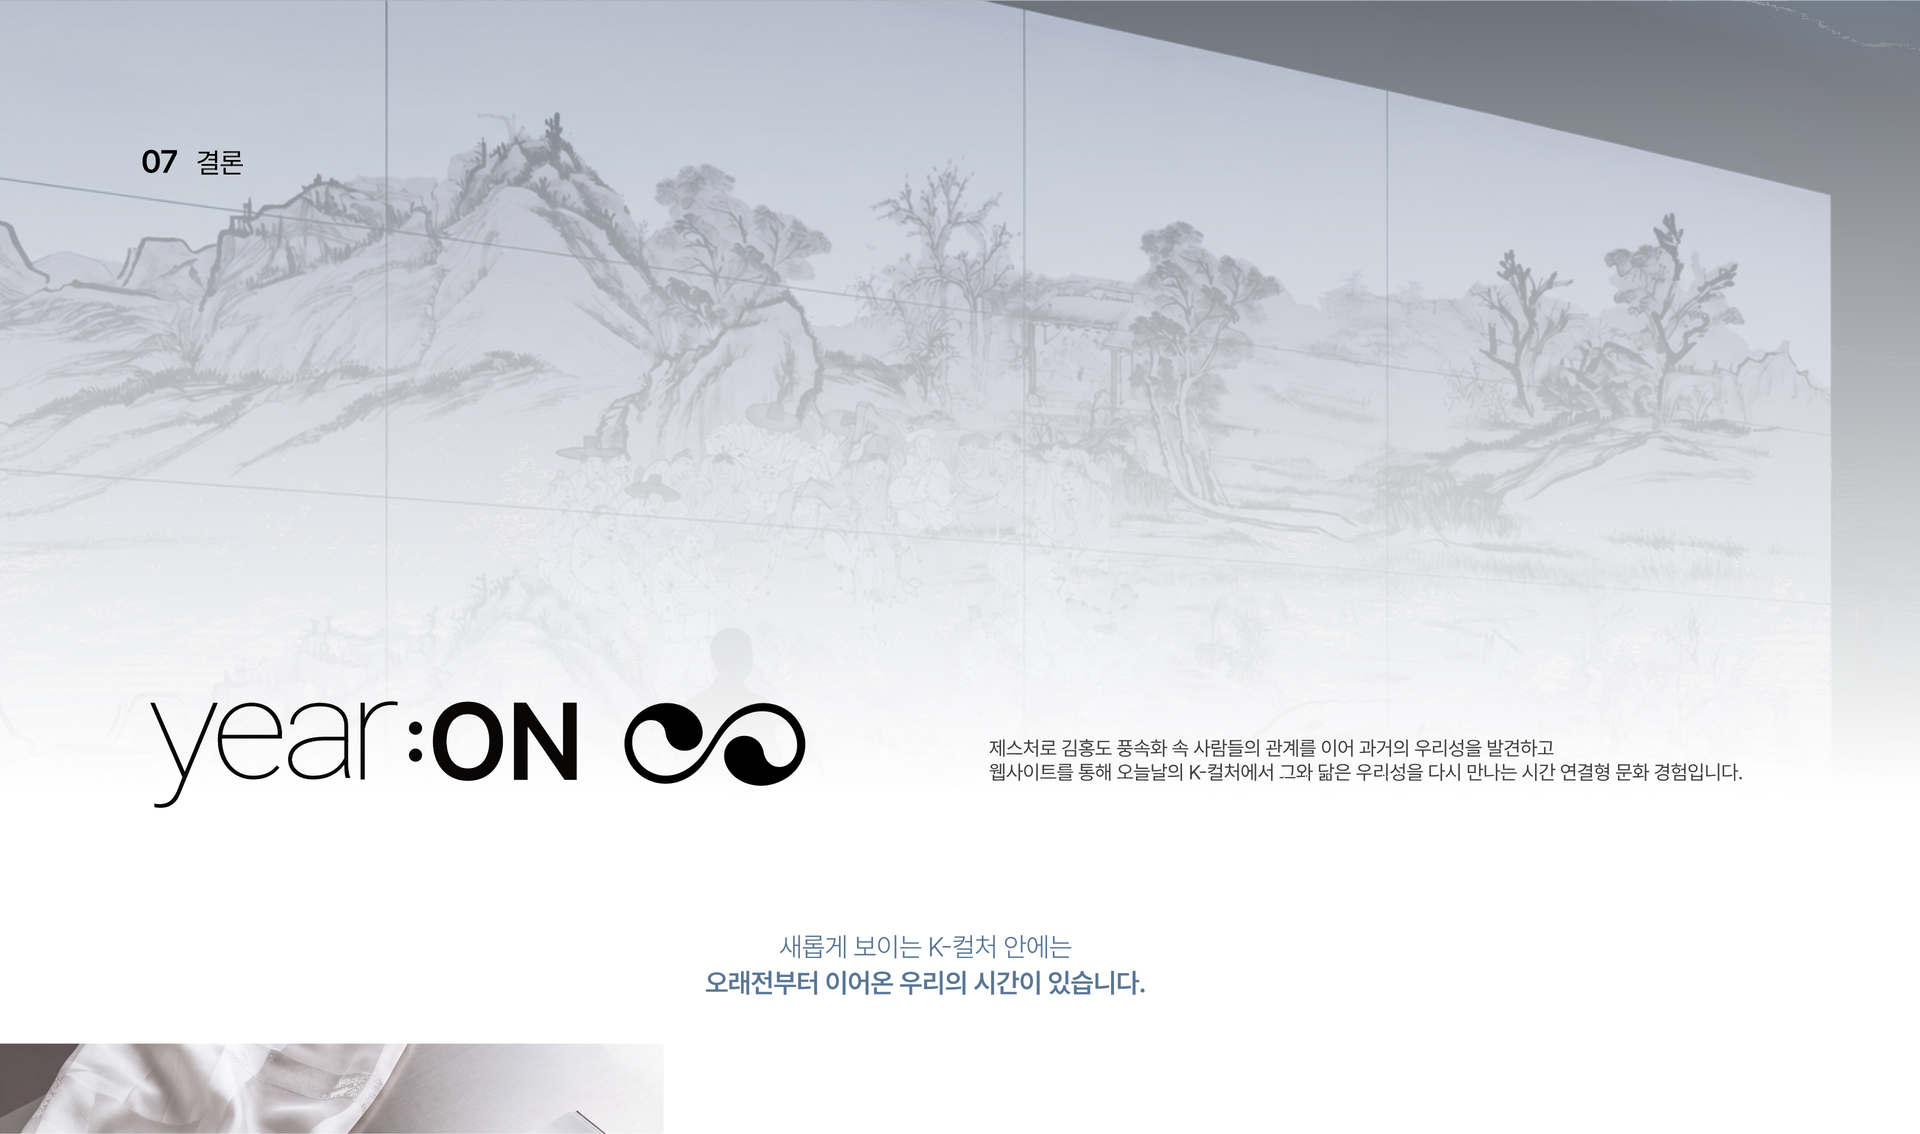 07 결론
year:ON
제스처로 김홍도 풍속화 속 사람들의 관계를 이어 과거의 우리성을 발견하고
웹사이트를 통해 오늘날의 K-컬처에서 그와 닮은 우리성을 다시 만나는 시간 연결형 문화 경험입니다.
새롭게 보이는 K-컬처 안에는
오래전부터 이어온 우리의 시간이 있습니다.